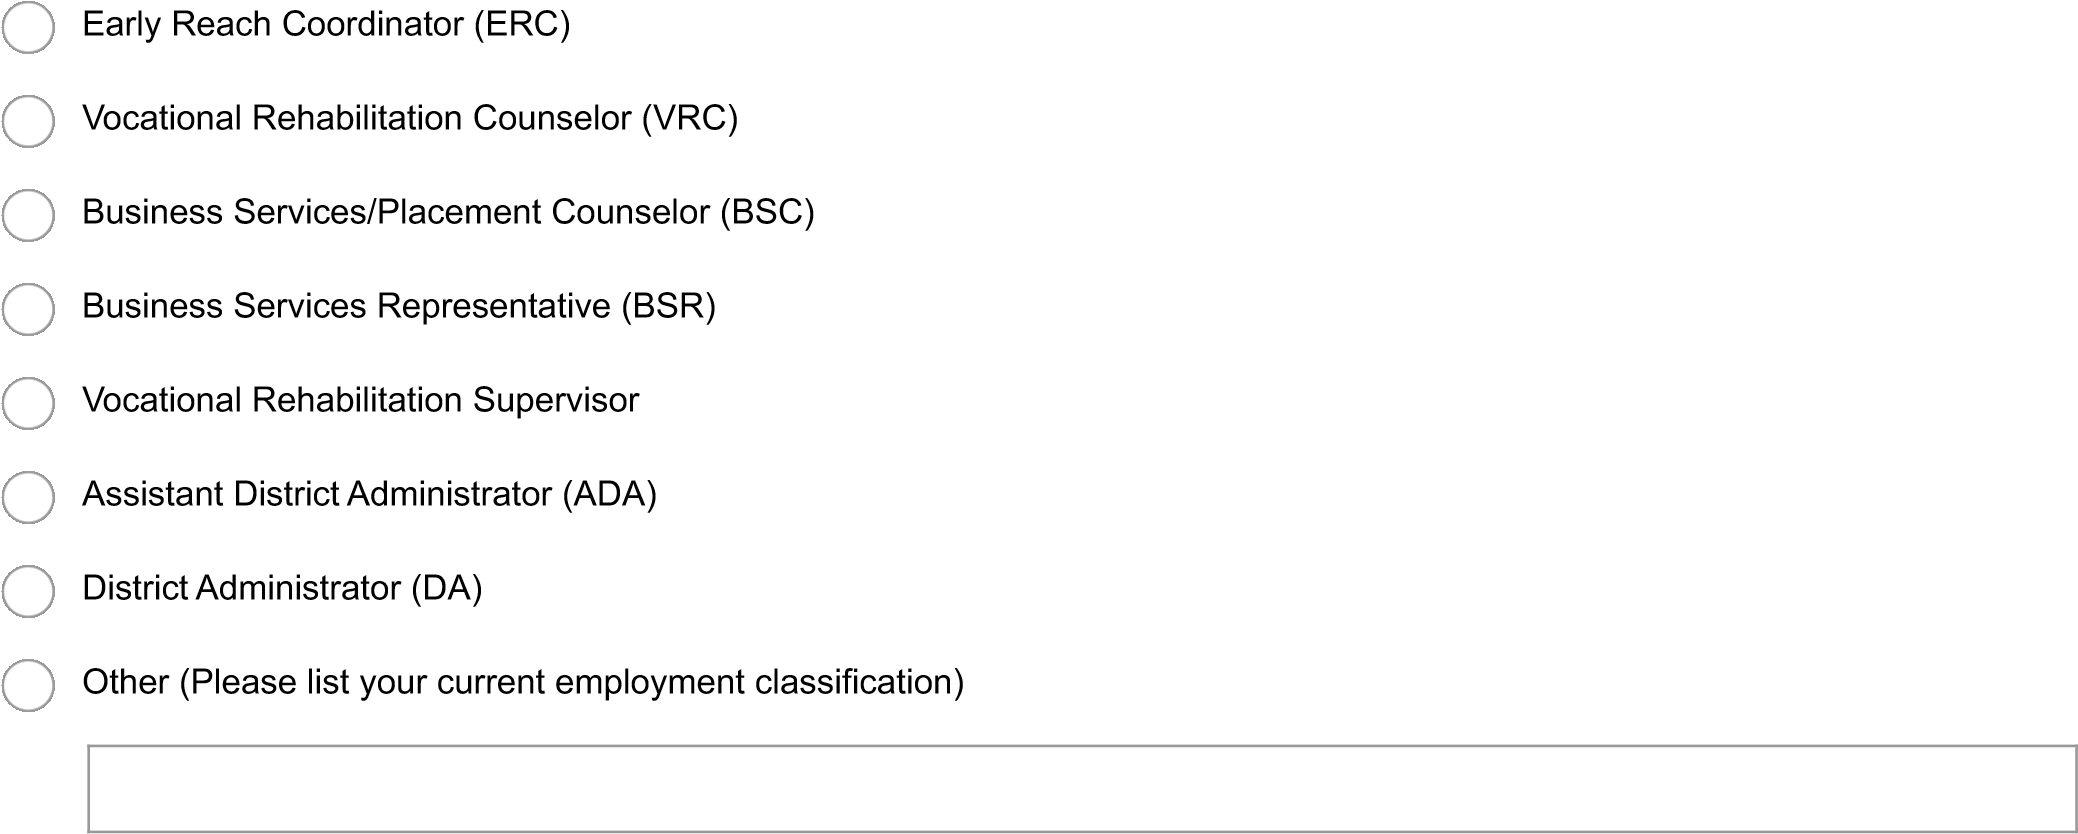 Early Reach Coordinator (ERC)
Vocational Rehabilitation Counselor (VRC)
Business Services/Placement Counselor (BSC)
Business Services Representative (BSR)
Vocational Rehabilitation Supervisor
Assistant District Administrator (ADA)
District Administrator (DA)
Other (Please list your current employment classification)